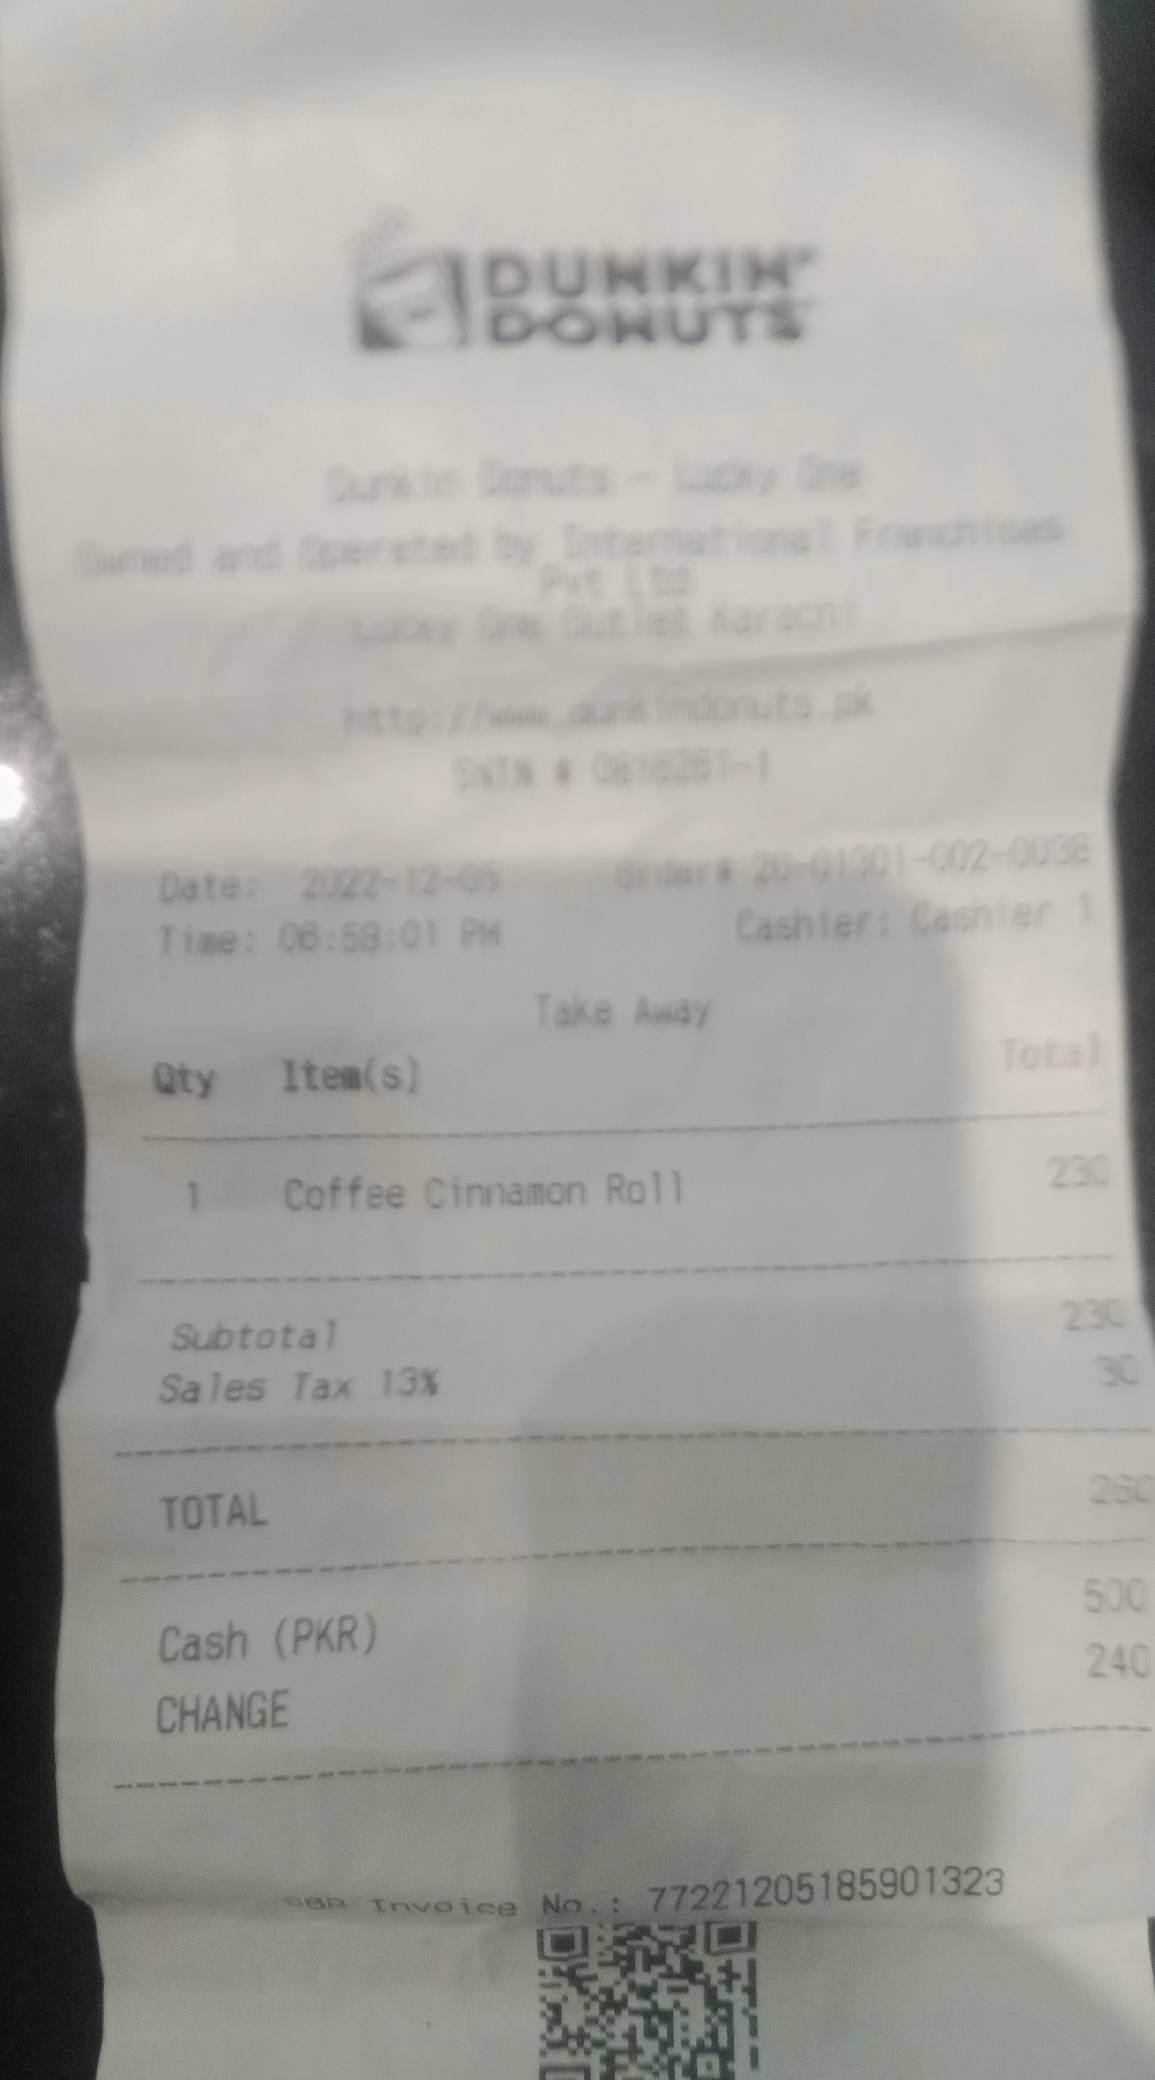 DUNKIN'
DONUTS
Dunkin Donuts - Lucky One
Owned and Operated by International Franchises
Pvt Ltd
Lucky One Outlet Karachi
http://www.dunkindonuts.pk
SNTN # 0816261-1
Date: 2022-12-05 Order# 20-01301-002-0036
Time: 06:59:01 PM Cashier: Cashier 1
Take Away
Qty Item(s) Total
1 Coffee Cinnamon Roll 230
Subtotal 230
Sales Tax 13% 30
TOTAL 260
Cash (PKR) 500
CHANGE 240
SBR Invoice No.: 77221205185901323